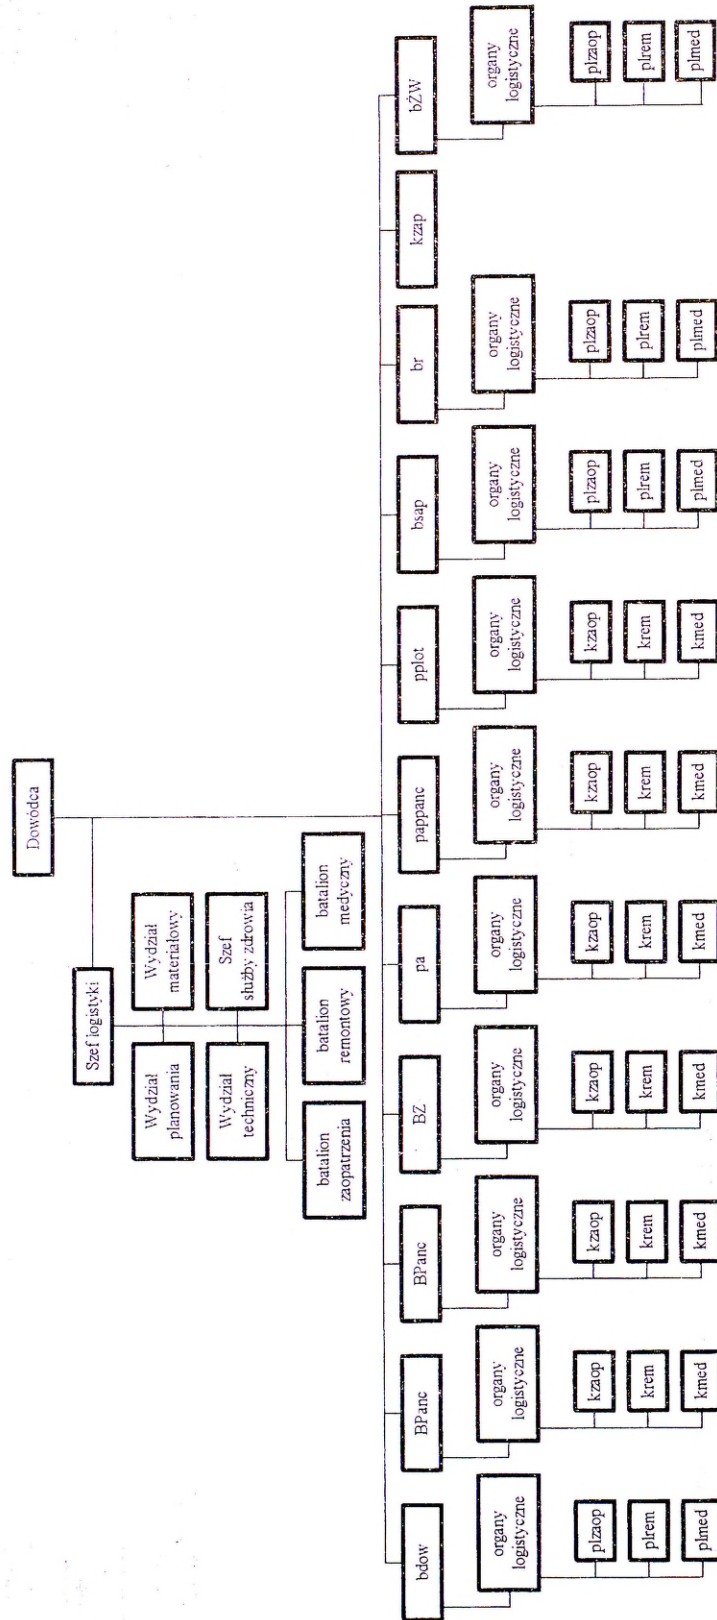 Dowódca
Szef logistyki
Wydział
planowania
Wydział
materiałowy
Wydział
techniczny
Szef
służby zdrowia
batalion
zaopatrzenia
batalion
remontowy
batalion
medyczny
bdow
BPanc
BPanc
BZ
pa
pappanc
pplot
bsap
br
kzap
bŻW
organy
logistyczne
organy
logistyczne
organy
logistyczne
organy
logistyczne
organy
logistyczne
organy
logistyczne
organy
logistyczne
organy
logistyczne
organy
logistyczne
organy
logistyczne
plzaop
kzaop
kzaop
kzaop
kzaop
kzaop
kzaop
plzaop
plzaop
plzaop
plrem
krem
krem
krem
krem
krem
krem
plrem
plrem
plrem
plmed
kmed
kmed
kmed
kmed
kmed
kmed
plmed
plmed
plmed